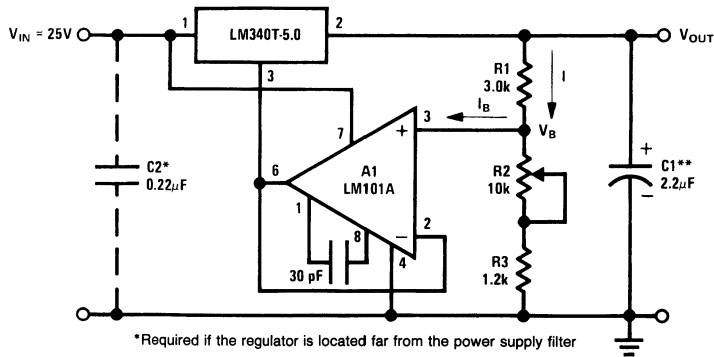 V_IN = 25V
1
LM340T-5.0
2
V_OUT
3
R1
3.0k
I
I_B
3
V_B
7
+
6
A1
LM101A
R2
10k
C2*
0.22μF
+
C1**
2.2μF
−
1
8
−
2
4
30 pF
R3
1.2k
*Required if the regulator is located far from the power supply filter